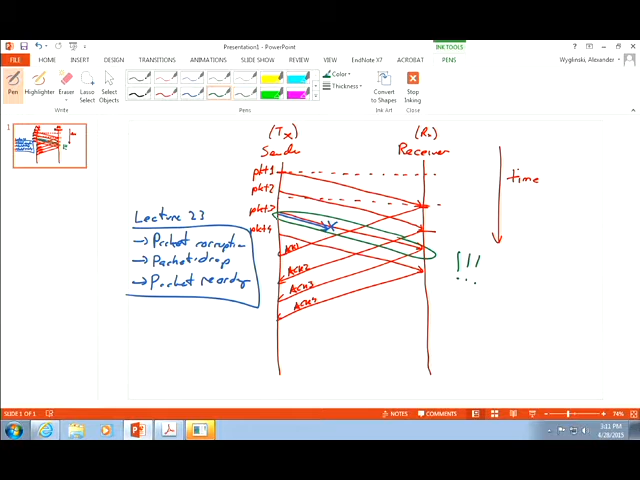 Presentation1 - PowerPoint
INK TOOLS
FILE HOME INSERT DESIGN TRANSITIONS ANIMATIONS SLIDE SHOW REVIEW VIEW EndNote X7 ACROBAT PENS
Wyglinski, Alexander
Pen Highlighter Eraser Lasso Select Select Objects
Color
Thickness
Convert to Shapes Stop Inking
Write Pens Ink Art Close
1
(Tx) (Rx)
Sender Receiver
pkt1
pkt2
pkt3
pkt4
time
Lecture 23
→ Packet corruption
→ Packet drop
→ Packet reordering
ACK1
ACK2
ACK3
ACK4
!!!
...
SLIDE 1 OF 1 NOTES COMMENTS 74%
3:11 PM
4/28/2015